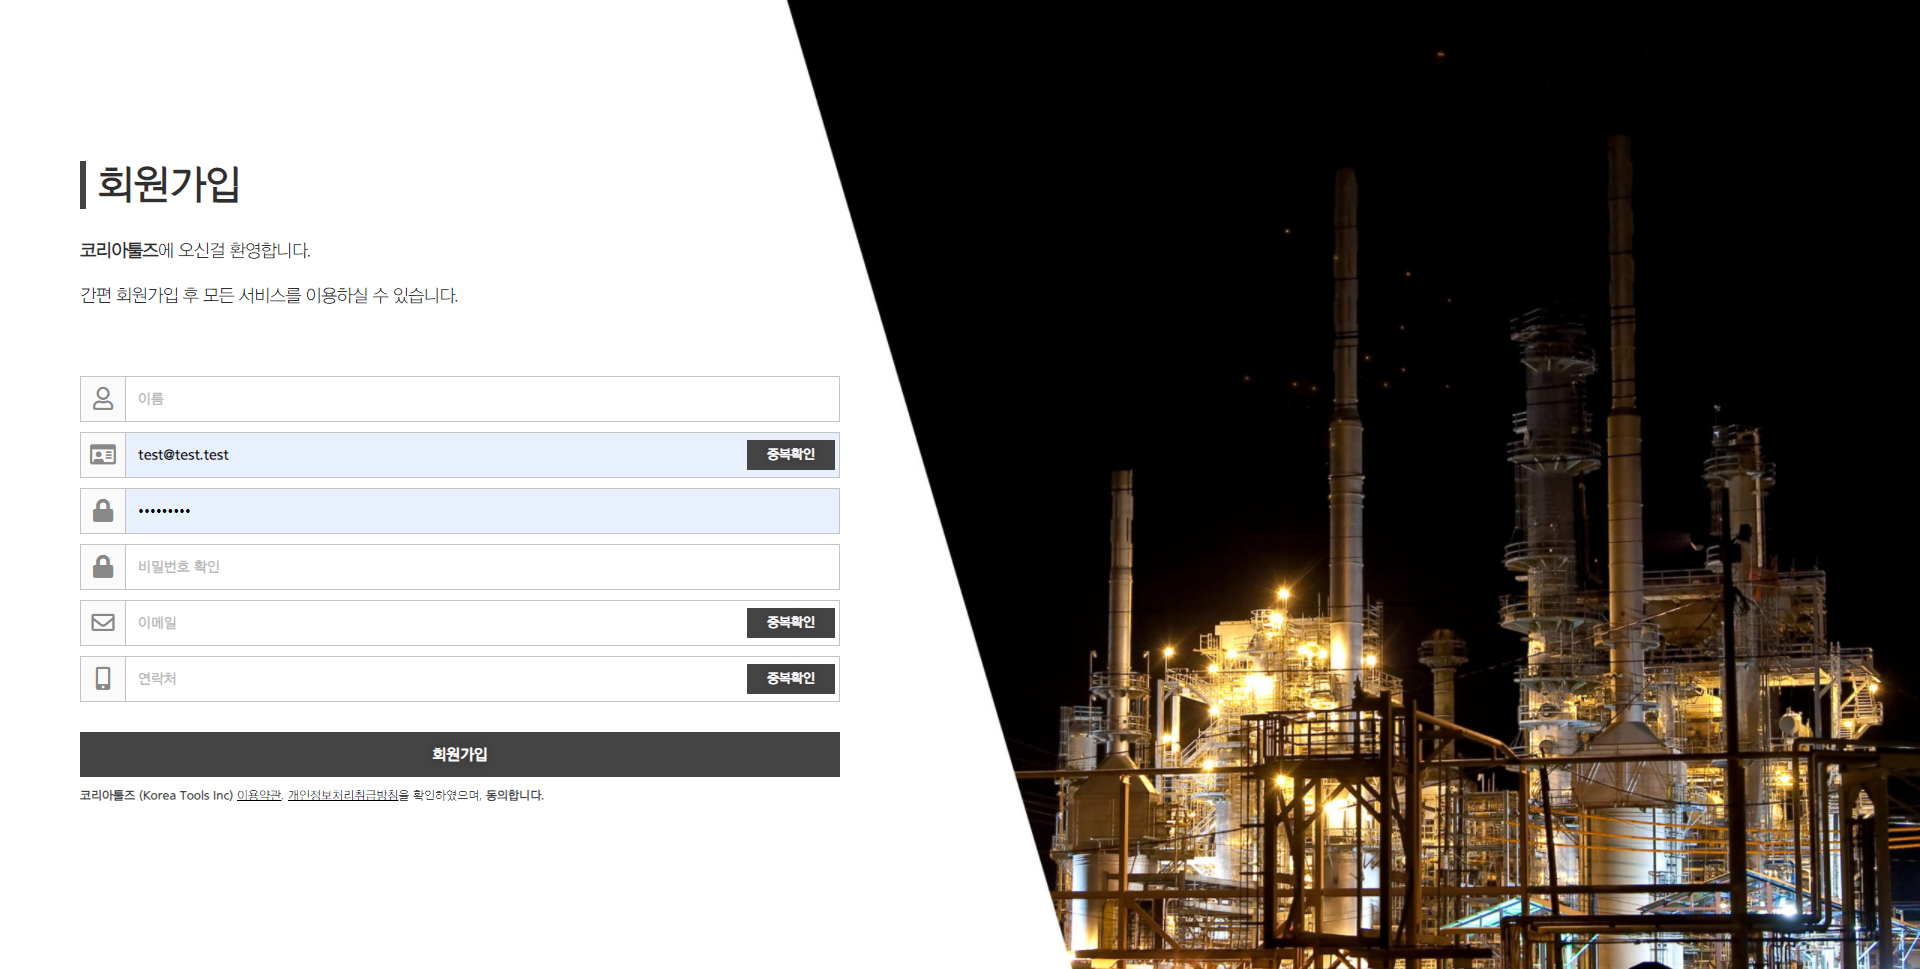 회원가입
코리아툴즈에 오신걸 환영합니다.
간편 회원가입 후 모든 서비스를 이용하실 수 있습니다.
이름
test@test.test 중복확인
•••••••••
비밀번호 확인
이메일 중복확인
연락처 중복확인
회원가입
코리아툴즈 (Korea Tools Inc) 이용약관, 개인정보처리취급방침을 확인하였으며, 동의합니다.